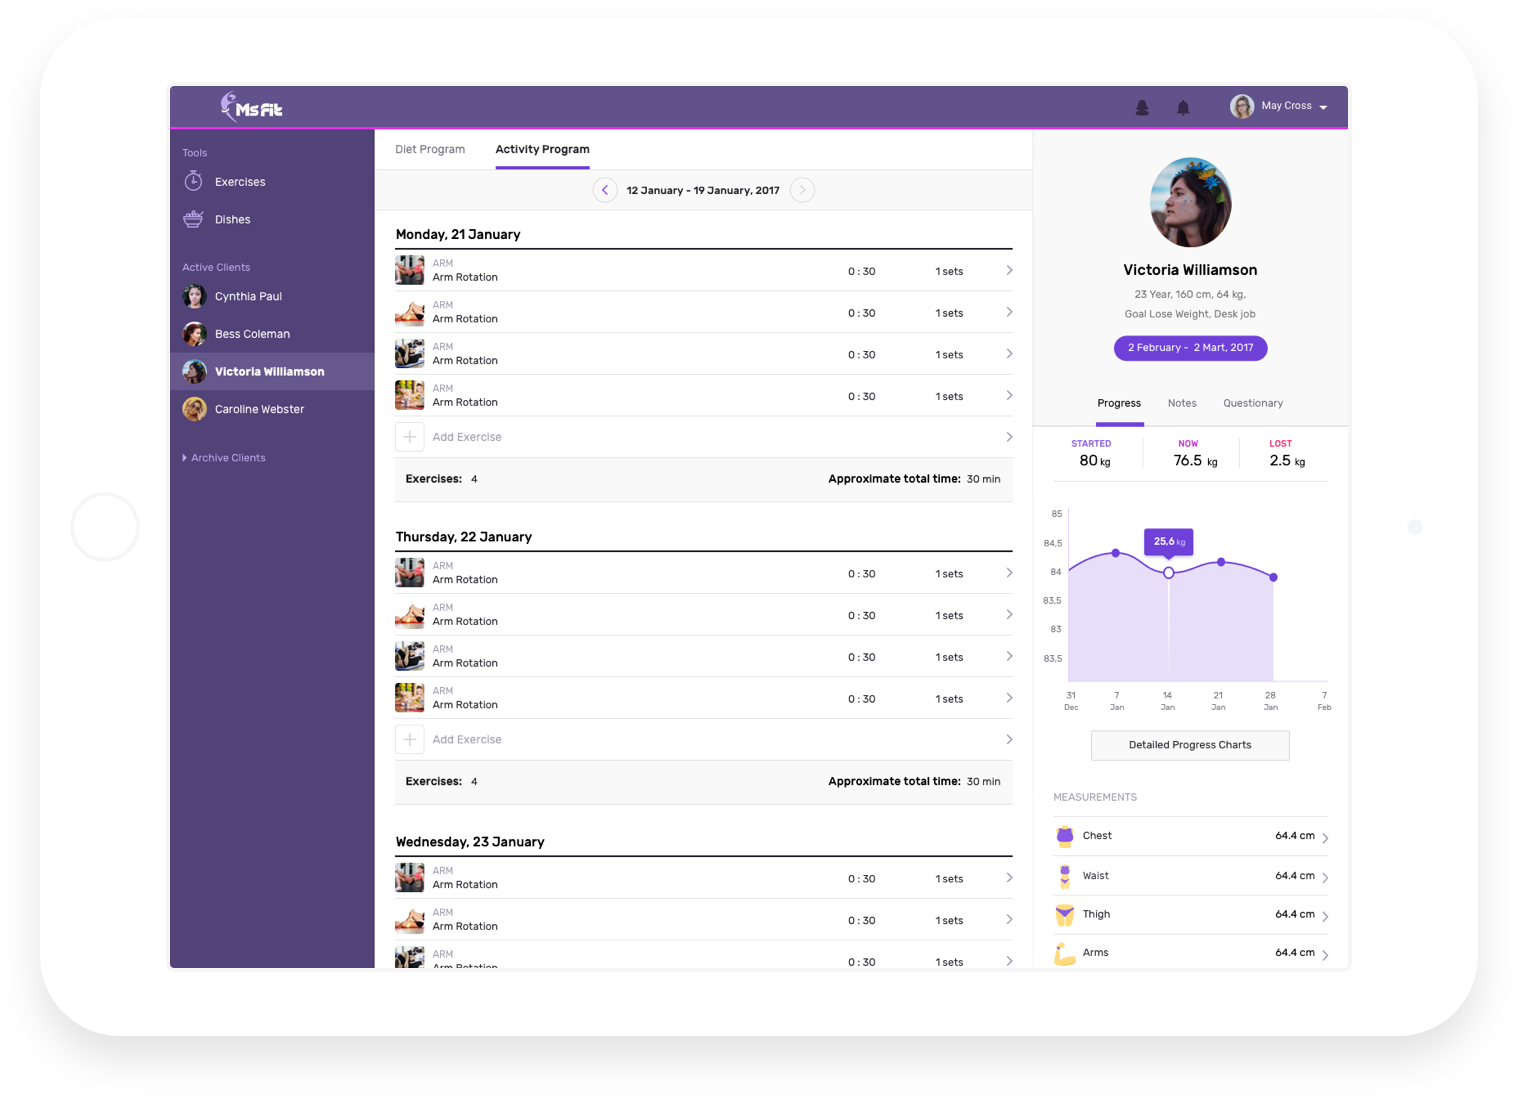 Ms Fit
May Cross
Tools
Exercises
Dishes
Active Clients
Cynthia Paul
Bess Coleman
Victoria Williamson
Caroline Webster
Archive Clients
Diet Program
Activity Program
12 January - 19 January, 2017
Monday, 21 January
ARM
Arm Rotation
0 : 30
1 sets
ARM
Arm Rotation
0 : 30
1 sets
ARM
Arm Rotation
0 : 30
1 sets
ARM
Arm Rotation
0 : 30
1 sets
Add Exercise
Exercises: 4
Approximate total time: 30 min
Thursday, 22 January
ARM
Arm Rotation
0 : 30
1 sets
ARM
Arm Rotation
0 : 30
1 sets
ARM
Arm Rotation
0 : 30
1 sets
ARM
Arm Rotation
0 : 30
1 sets
Add Exercise
Exercises: 4
Approximate total time: 30 min
Wednesday, 23 January
ARM
Arm Rotation
0 : 30
1 sets
ARM
Arm Rotation
0 : 30
1 sets
ARM
Arm Rotation
0 : 30
1 sets
Victoria Williamson
23 Year, 160 cm, 64 kg,
Goal Lose Weight, Desk job
2 February - 2 Mart, 2017
Progress
Notes
Questionary
STARTED
80 kg
NOW
76.5 kg
LOST
2.5 kg
85
84,5
84
83,5
83
83,5
25,6 kg
31 Dec
7 Jan
14 Jan
21 Jan
28 Jan
7 Feb
Detailed Progress Charts
MEASUREMENTS
Chest
64.4 cm
Waist
64.4 cm
Thigh
64.4 cm
Arms
64.4 cm